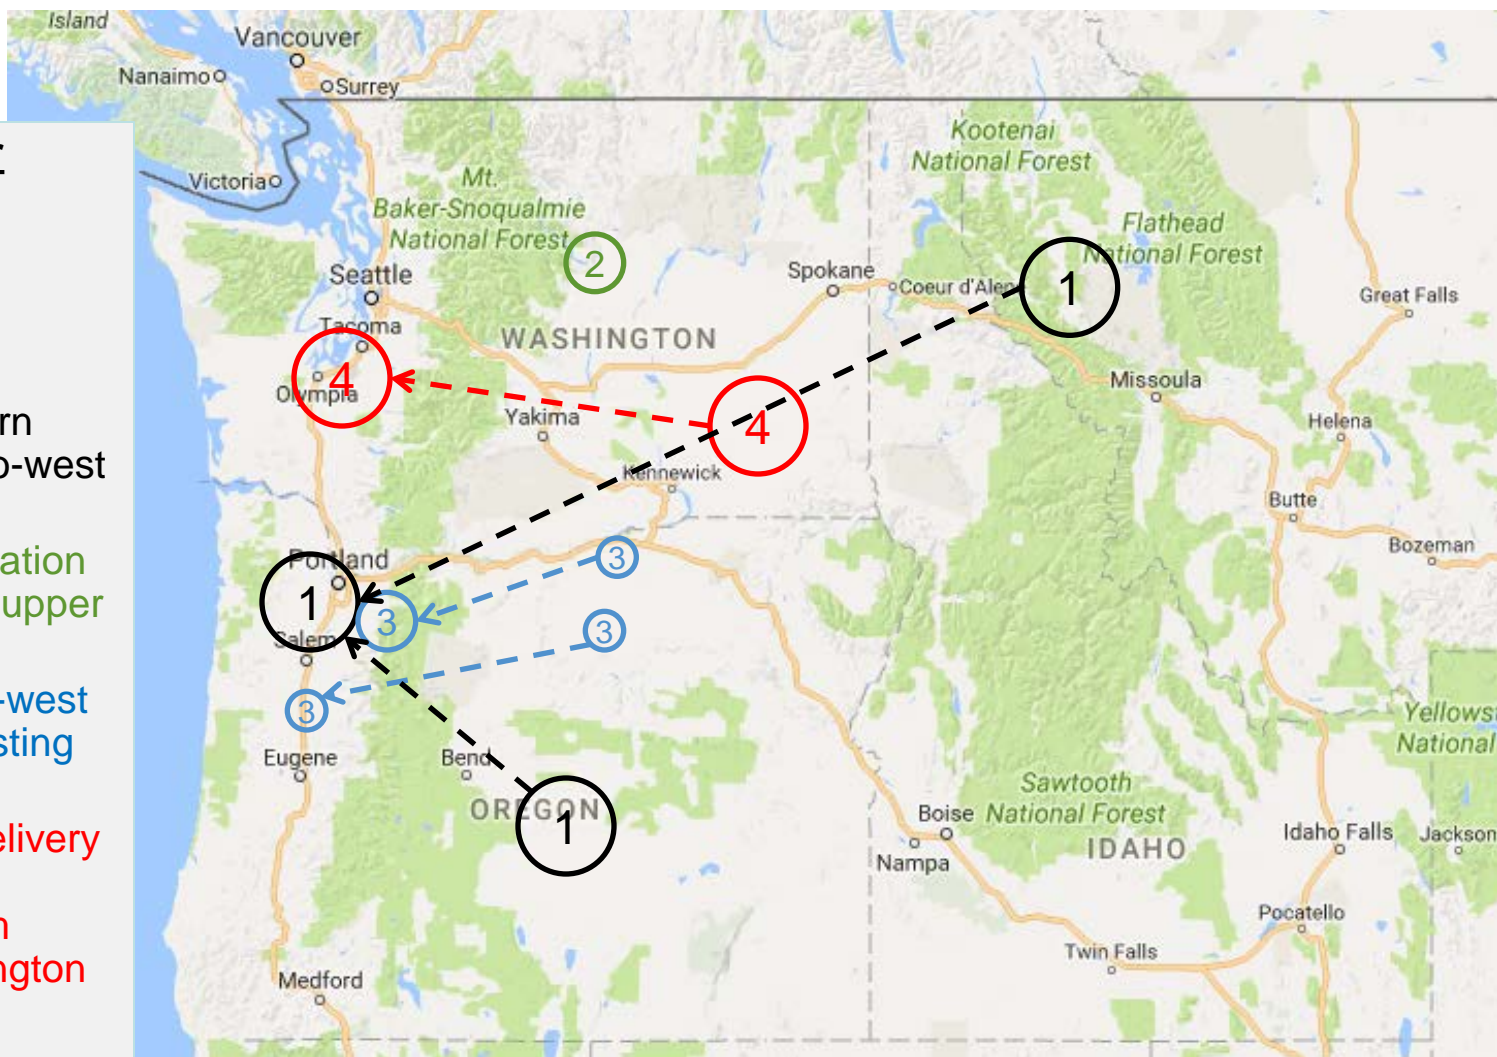 Island
Vancouver
Nanaimo
Surrey
Kootenai
National Forest
Victoria
Mt.
Baker-Snoqualmie
National Forest
Flathead
National Forest
2
Seattle
Spokane
Coeur d'Alen
1
Great Falls
Tacoma
WASHINGTON
4
Olympia
Missoula
rn
o-west
Yakima
4
Helena
Kennewick
Butte
ation
upper
Portland
3
Bozeman
1
3
3
Salem
-west
sting
3
Yellowst
National
Eugene
Bend
Sawtooth
National Forest
OREGON
1
Boise
IDAHO
Idaho Falls
Jackson
elivery
Nampa
n
ngton
Pocatello
Twin Falls
Medford